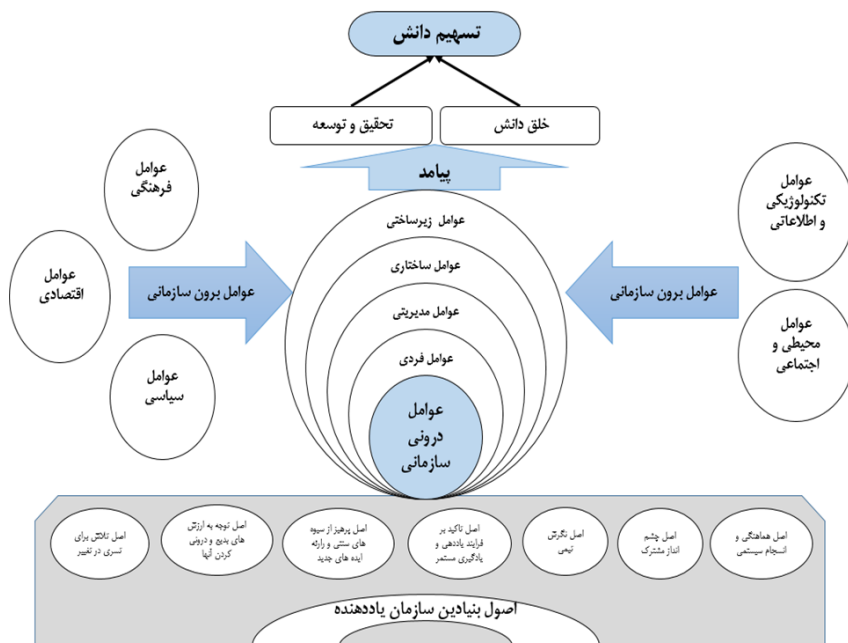 تسهیم دانش
خلق دانش
تحقیق و توسعه
پیامد
عوامل
تکنولوژیکی
و اطلاعاتی
عوامل
محیطی و
اجتماعی
عوامل برون سازمانی
عوامل زیرساختی
عوامل ساختاری
عوامل مدیریتی
عوامل فردی
عوامل
درونی
سازمانی
عوامل برون سازمانی
عوامل
فرهنگی
عوامل
اقتصادی
عوامل
سیاسی
اصل هماهنگی و
انسجام سیستمی
اصل چشم
انداز مشترک
اصل نگرش
تیمی
اصل تاکید بر
فرایند یاددهی و
یادگیری مستمر
اصل پرهیز از سیوه
های سنتی و رارئه
ایده های جدید
اصل توجه به ارزش
های بدیع و درونی
کردن آنها
اصل تلاش برای
تسری در تغییر
اصول بنیادین سازمان یاددهنده